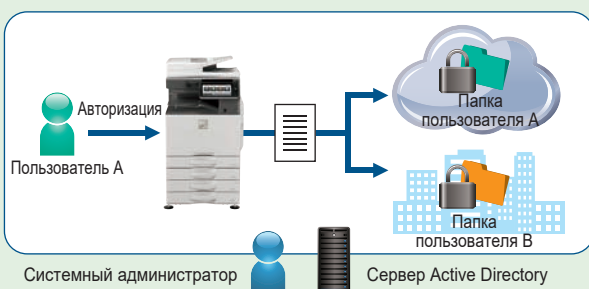 Авторизация
Пользователь А
Папка
пользователя А
Папка
пользователя В
Системный администратор
Сервер Active Directory